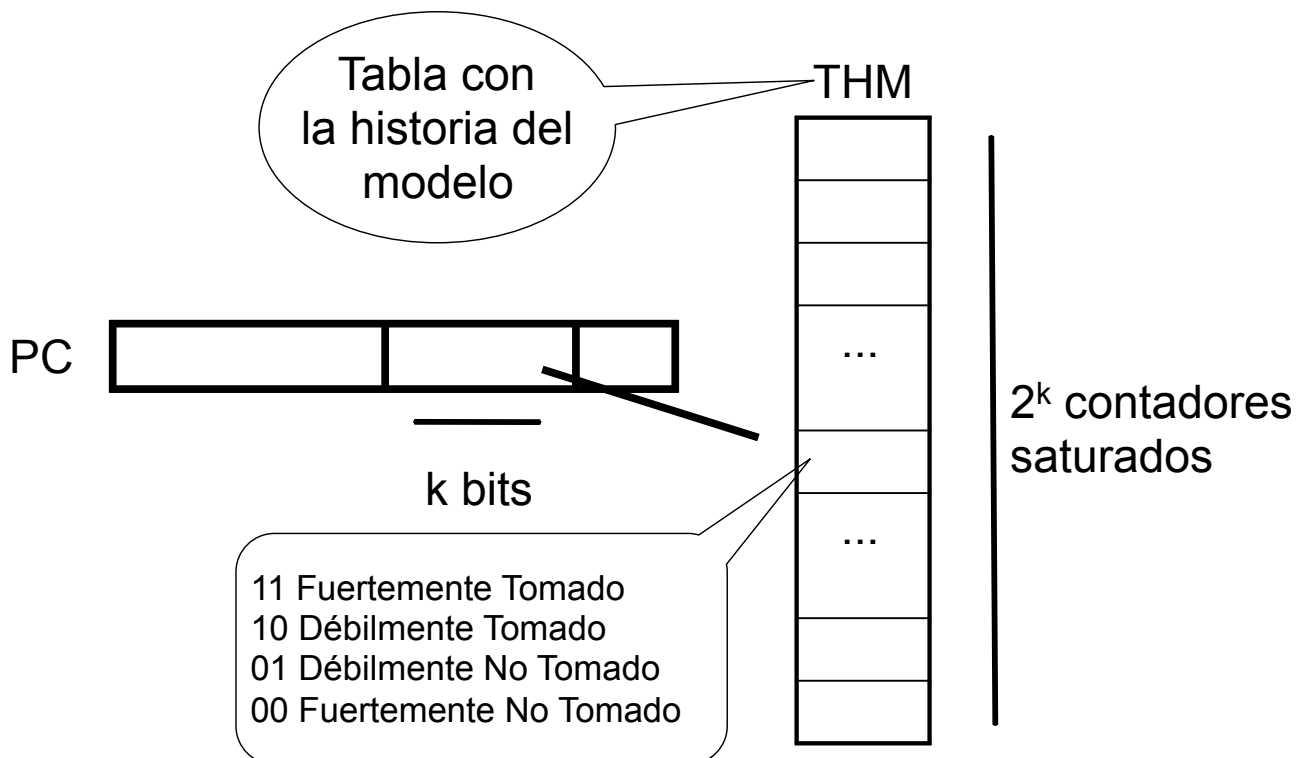 Tabla con
la historia del
modelo
THM
PC
...
2ᵏ contadores
saturados
k bits
...
11 Fuertemente Tomado
10 Débilmente Tomado
01 Débilmente No Tomado
00 Fuertemente No Tomado